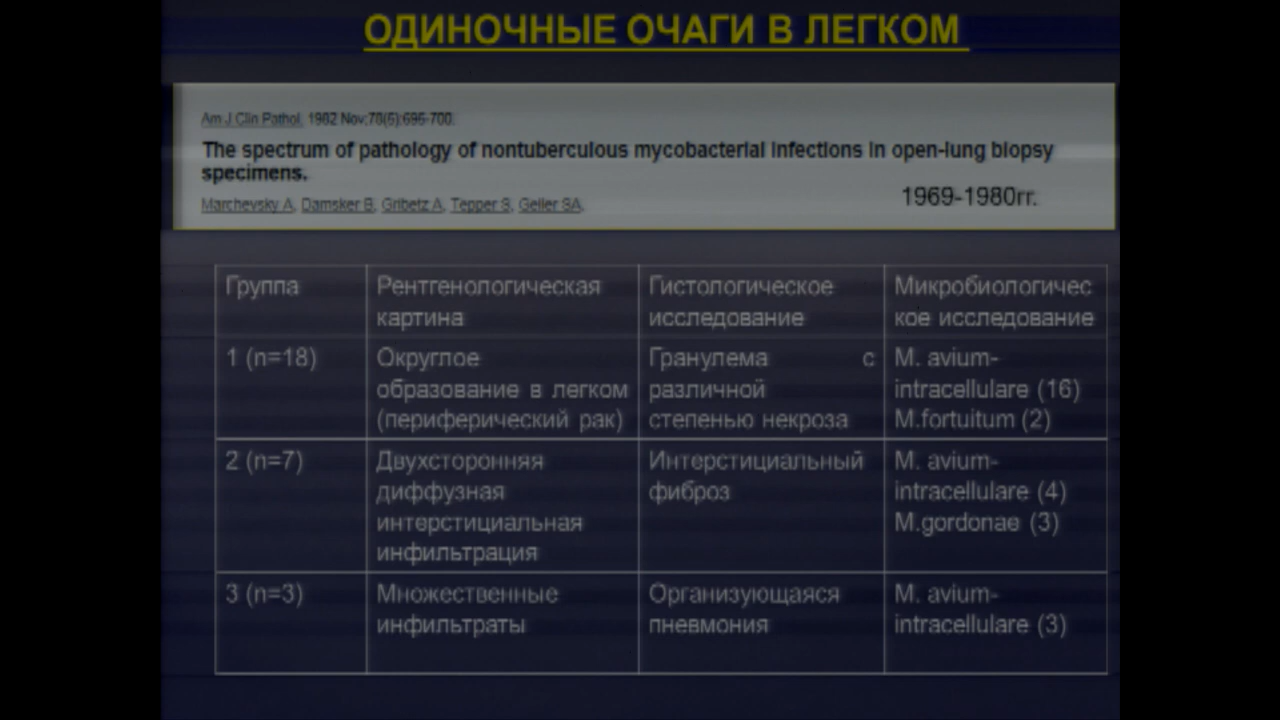 ОДИНОЧНЫЕ ОЧАГИ В ЛЕГКОМ
Am J Clin Pathol. 1982 Nov;78(5):695-700.
The spectrum of pathology of nontuberculous mycobacterial infections in open-lung biopsy
specimens.
Marchevsky A, Damsker B, Gribetz A, Tepper S, Geller SA.
1969-1980гг.
Группа
Рентгенологическая
картина
Гистологическое
исследование
Микробиологичес
кое исследование
1 (n=18)
Округлое
образование в легком
(периферический рак)
Гранулема с
различной
степенью некроза
M. avium-
intracellulare (16)
M.fortuitum (2)
2 (n=7)
Двухсторонняя
диффузная
интерстициальная
инфильтрация
Интерстициальный
фиброз
M. avium-
intracellulare (4)
M.gordonae (3)
3 (n=3)
Множественные
инфильтраты
Организующаяся
пневмония
M. avium-
intracellulare (3)